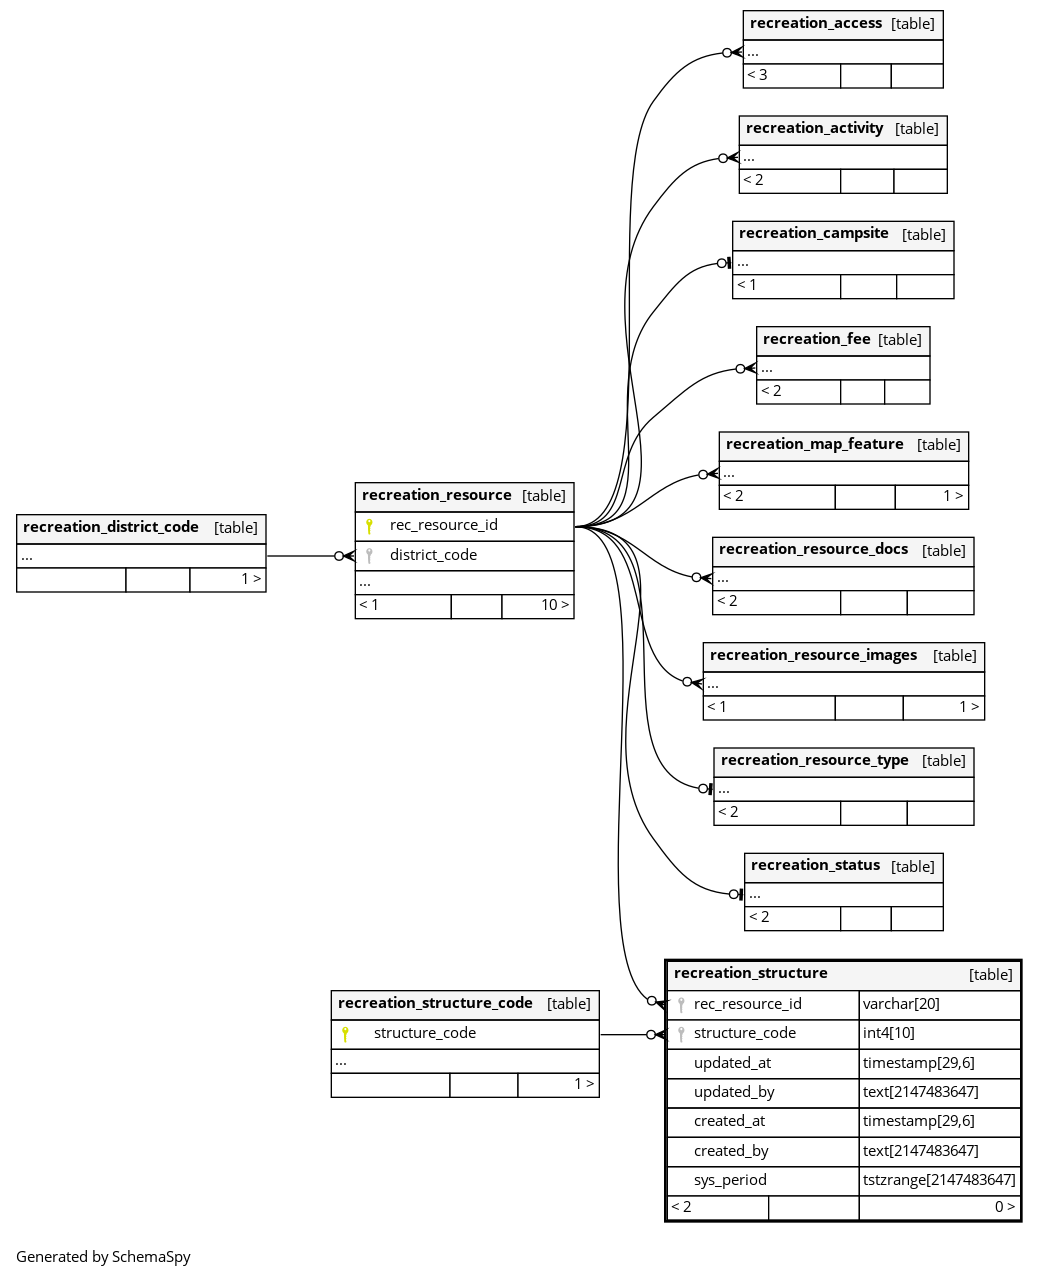 recreation_access [table]
...
< 3
recreation_activity [table]
...
< 2
recreation_campsite [table]
...
< 1
recreation_fee [table]
...
< 2
recreation_map_feature [table]
...
< 2 1 >
recreation_resource [table]
rec_resource_id
district_code
...
< 1 10 >
recreation_district_code [table]
...
1 >
recreation_resource_docs [table]
...
< 2
recreation_resource_images [table]
...
< 1 1 >
recreation_resource_type [table]
...
< 2
recreation_status [table]
...
< 2
recreation_structure [table]
rec_resource_id varchar[20]
structure_code int4[10]
updated_at timestamp[29,6]
updated_by text[2147483647]
created_at timestamp[29,6]
created_by text[2147483647]
sys_period tstzrange[2147483647]
< 2 0 >
recreation_structure_code [table]
structure_code
...
1 >
Generated by SchemaSpy